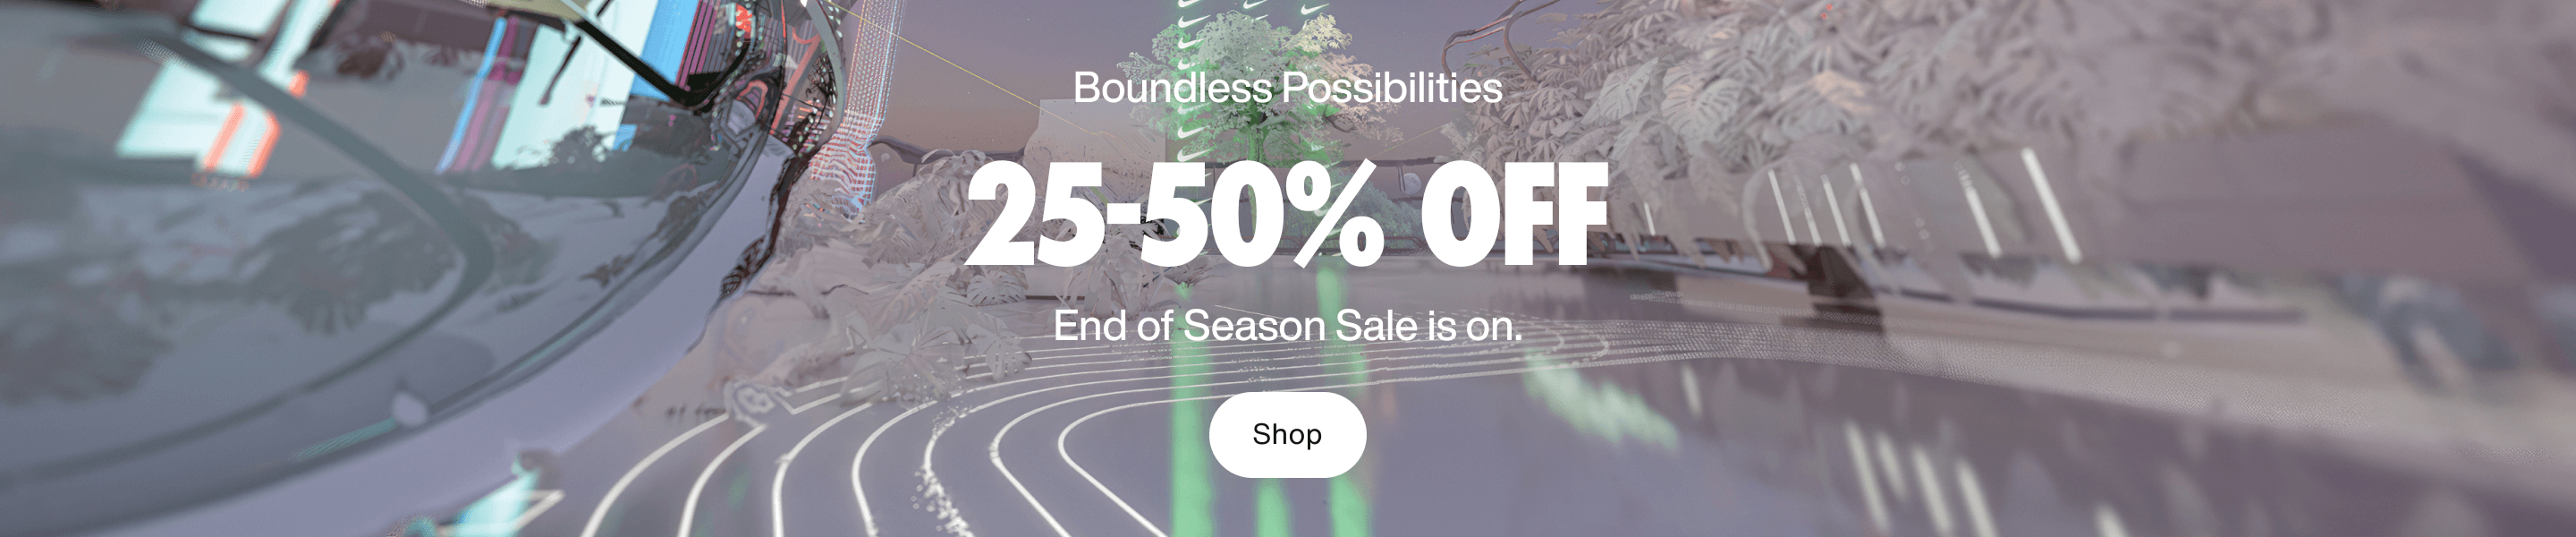 Boundless Possibilities
25-50% OFF
End of Season Sale is on.
Shop